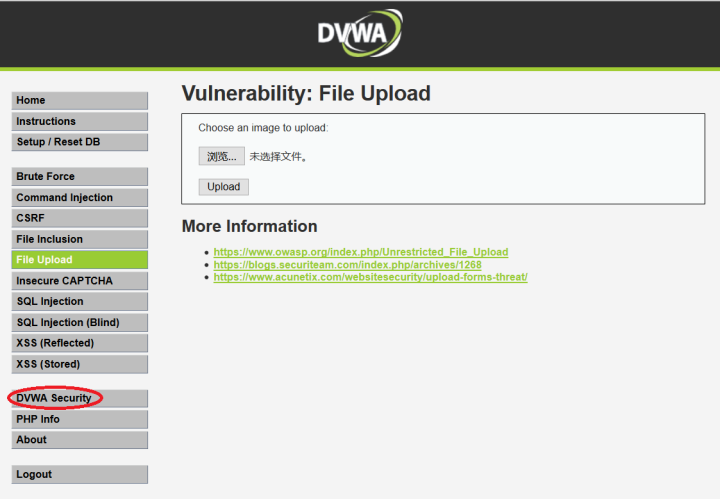 DVWA
Home
Instructions
Setup / Reset DB
Brute Force
Command Injection
CSRF
File Inclusion
File Upload
Insecure CAPTCHA
SQL Injection
SQL Injection (Blind)
XSS (Reflected)
XSS (Stored)
DVWA Security
PHP Info
About
Logout
Vulnerability: File Upload
Choose an image to upload:
浏览... 未选择文件。
Upload
More Information
https://www.owasp.org/index.php/Unrestricted_File_Upload
https://blogs.securiteam.com/index.php/archives/1268
https://www.acunetix.com/websitesecurity/upload-forms-threat/